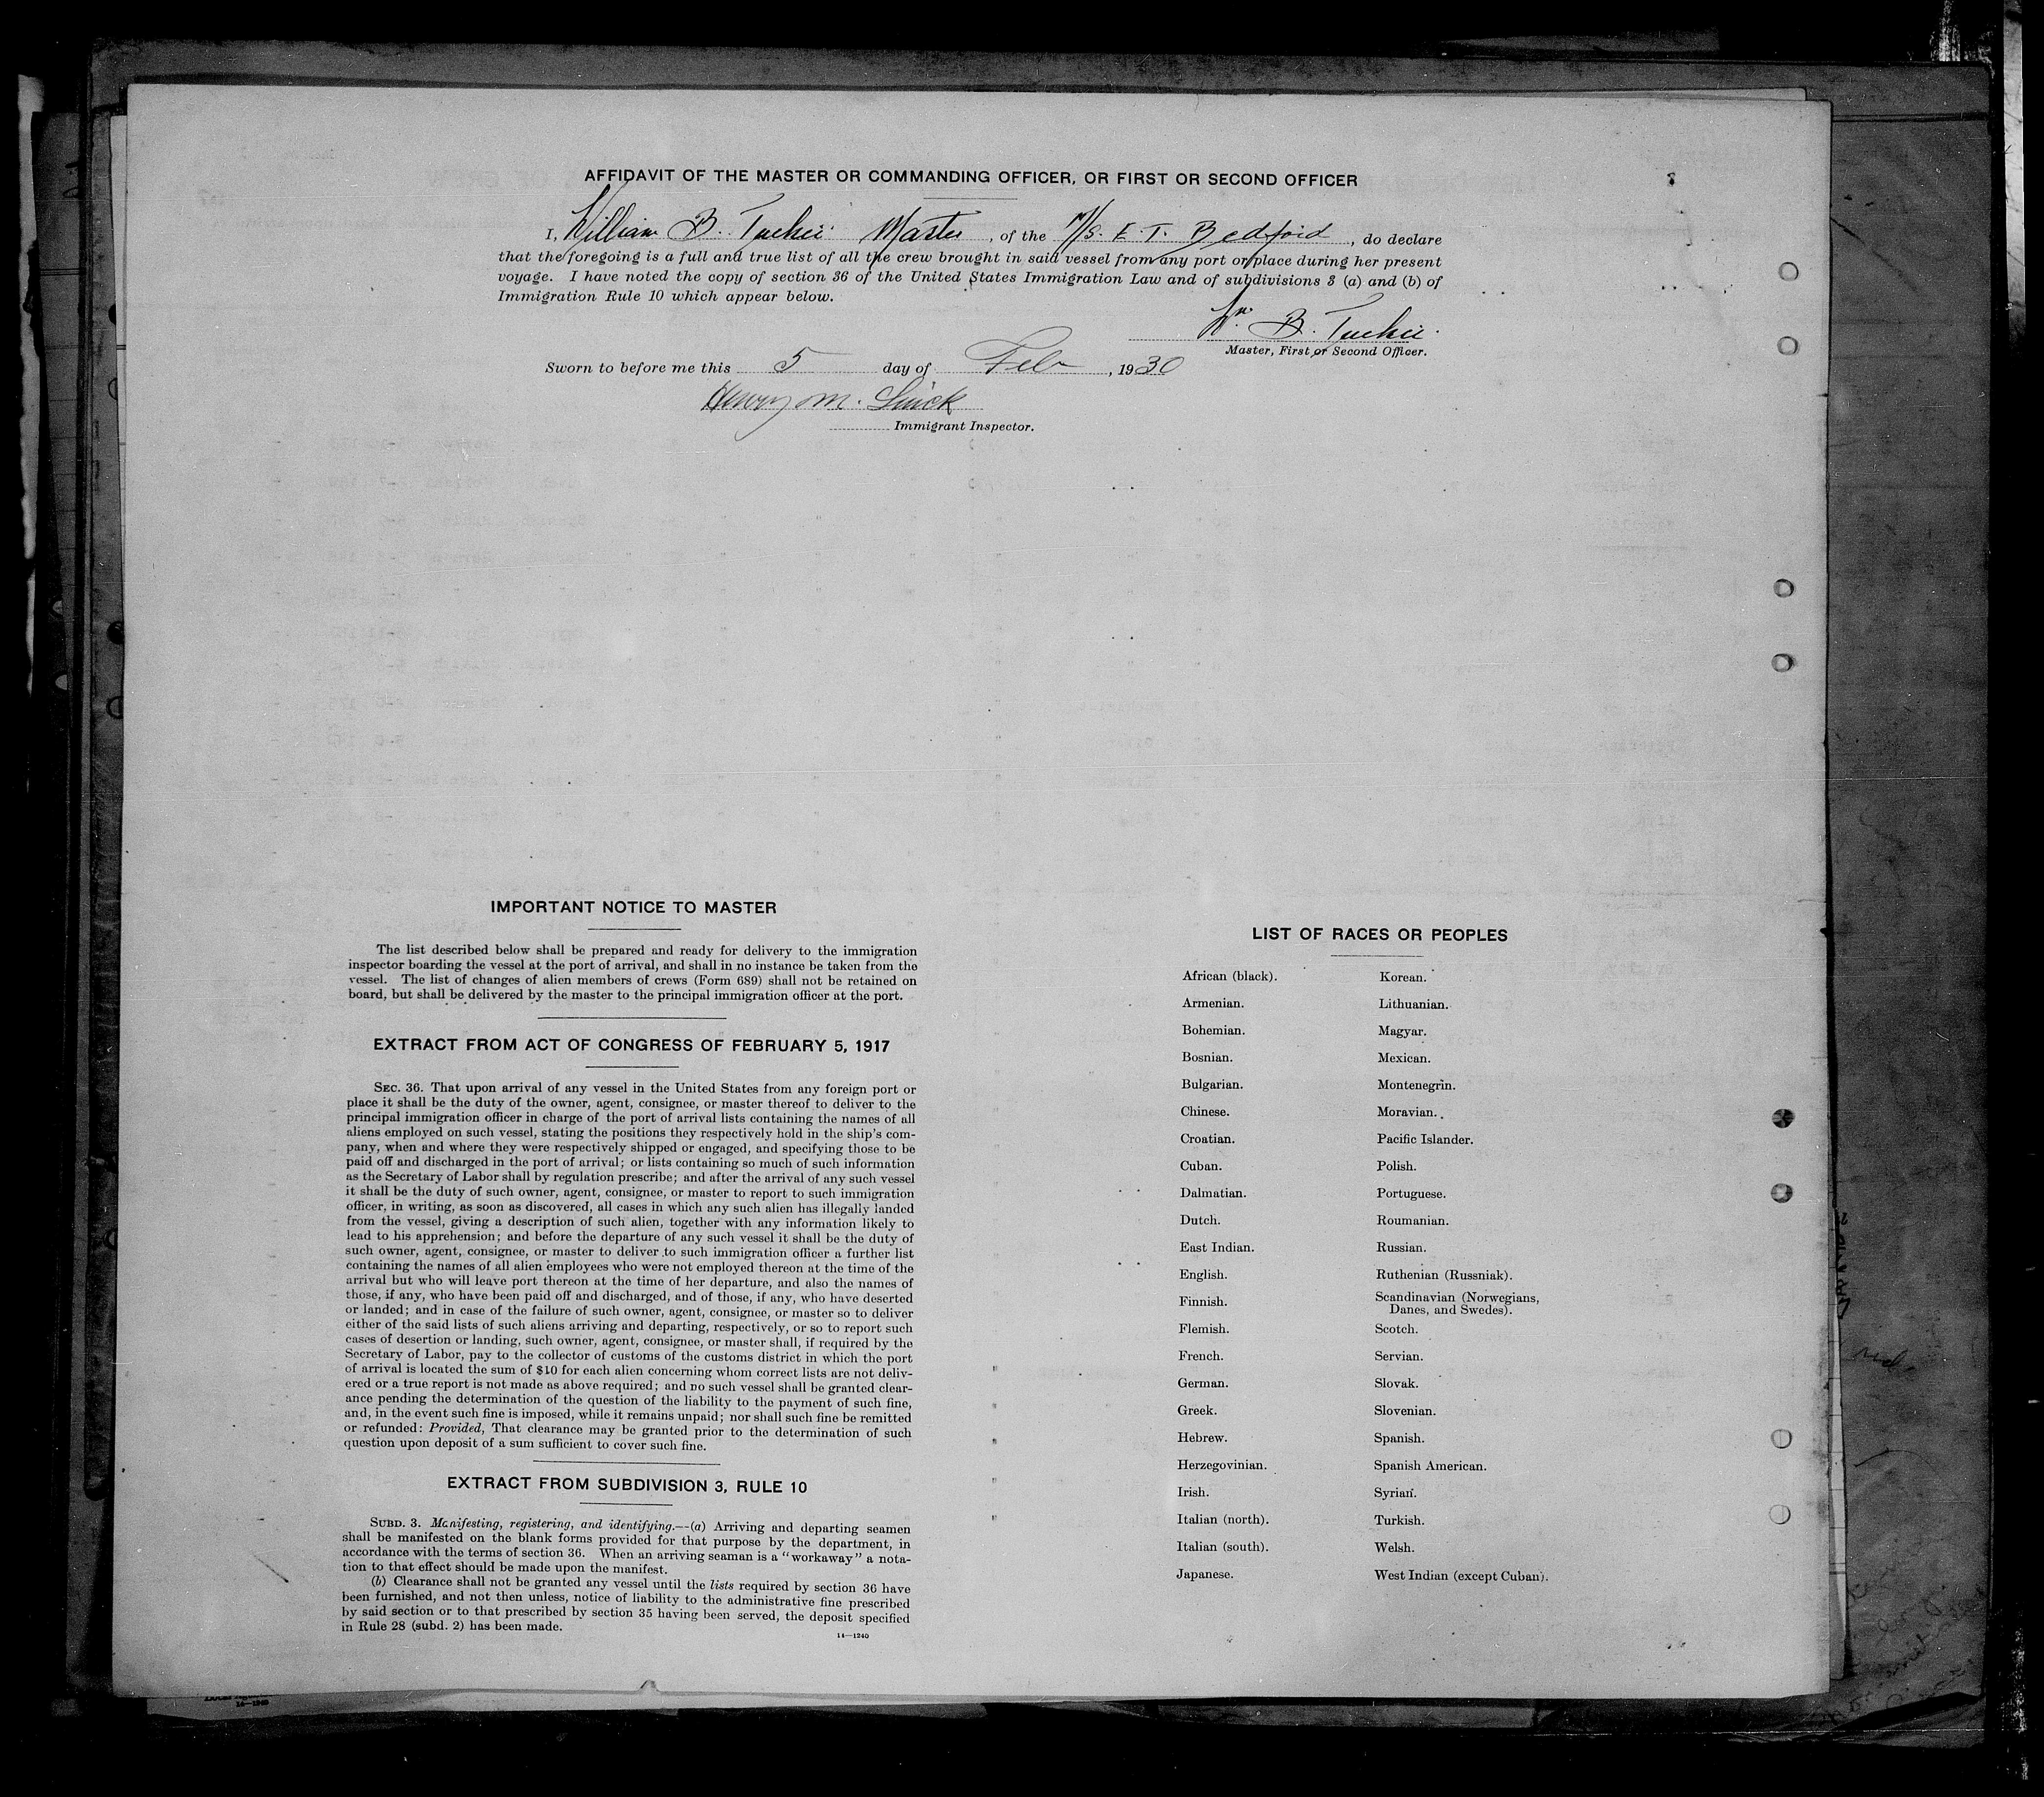 AFFIDAVIT OF THE MASTER OR COMMANDING OFFICER, OR FIRST OR SECOND OFFICER
I, William B. Tucker Master, of the M/S. E. T. Bedford, do declare
that the foregoing is a full and true list of all the crew brought in said vessel from any port or place during her present
voyage. I have noted the copy of section 36 of the United States Immigration Law and of subdivisions 3 (a) and (b) of
Immigration Rule 10 which appear below.
Wm. B. Tucker.
Master, First or Second Officer.
Sworn to before me this 5 day of Feb, 1930
Henry M.
Immigrant Inspector.
IMPORTANT NOTICE TO MASTER
The list described below shall be prepared and ready for delivery to the immigration
inspector boarding the vessel at the port of arrival, and shall in no instance be taken from the
vessel. The list of changes of alien members of crews (Form 689) shall not be retained on
board, but shall be delivered by the master to the principal immigration officer at the port.
EXTRACT FROM ACT OF CONGRESS OF FEBRUARY 5, 1917
SEC. 36. That upon arrival of any vessel in the United States from any foreign port or
place it shall be the duty of the owner, agent, consignee, or master thereof to deliver to the
principal immigration officer in charge of the port of arrival lists containing the names of all
aliens employed on such vessel, stating the positions they respectively hold in the ship's com-
pany, when and where they were respectively shipped or engaged, and specifying those to be
paid off and discharged in the port of arrival; or lists containing so much of such information
as the Secretary of Labor shall by regulation prescribe; and after the arrival of any such vessel
it shall be the duty of such owner, agent, consignee, or master to report to such immigration
officer, in writing, as soon as discovered, all cases in which any such alien has illegally landed
from the vessel, giving a description of such alien, together with any information likely to
lead to his apprehension; and before the departure of any such vessel it shall be the duty of
such owner, agent, consignee, or master to deliver to such immigration officer a further list
containing the names of all alien employees who were not employed thereon at the time of the
arrival but who will leave port thereon at the time of her departure, and also the names of
those, if any, who have been paid off and discharged, and of those, if any, who have deserted
or landed; and in case of the failure of such owner, agent, consignee, or master so to deliver
either of the said lists of such aliens arriving and departing, respectively, or so to report such
cases of desertion or landing, such owner, agent, consignee, or master shall, if required by the
Secretary of Labor, pay to the collector of customs of the customs district in which the port
of arrival is located the sum of $10 for each alien concerning whom correct lists are not deliv-
ered or a true report is not made as above required; and no such vessel shall be granted clear-
ance pending the determination of the question of the liability to the payment of such fine,
and, in the event such fine is imposed, while it remains unpaid; nor shall such fine be remitted
or refunded: Provided, That clearance may be granted prior to the determination of such
question upon deposit of a sum sufficient to cover such fine.
EXTRACT FROM SUBDIVISION 3, RULE 10
SUBD. 3. Manifesting, registering, and identifying.—(a) Arriving and departing seamen
shall be manifested on the blank forms provided for that purpose by the department, in
accordance with the terms of section 36. When an arriving seaman is a "workaway" a nota-
tion to that effect should be made upon the manifest.
(b) Clearance shall not be granted any vessel until the lists required by section 36 have
been furnished, and not then unless, notice of liability to the administrative fine prescribed
by said section or to that prescribed by section 35 having been served, the deposit specified
in Rule 28 (subd. 2) has been made.
14—1240
LIST OF RACES OR PEOPLES
African (black).
Armenian.
Bohemian.
Bosnian.
Bulgarian.
Chinese.
Croatian.
Cuban.
Dalmatian.
Dutch.
East Indian.
English.
Finnish.
Flemish.
French.
German.
Greek.
Hebrew.
Herzegovinian.
Irish.
Italian (north).
Italian (south).
Japanese.
Korean.
Lithuanian.
Magyar.
Mexican.
Montenegrin.
Moravian.
Pacific Islander.
Polish.
Portuguese.
Roumanian.
Russian.
Ruthenian (Russniak).
Scandinavian (Norwegians,
Danes, and Swedes).
Scotch.
Servian.
Slovak.
Slovenian.
Spanish.
Spanish American.
Syrian.
Turkish.
Welsh.
West Indian (except Cuban).
14—1240